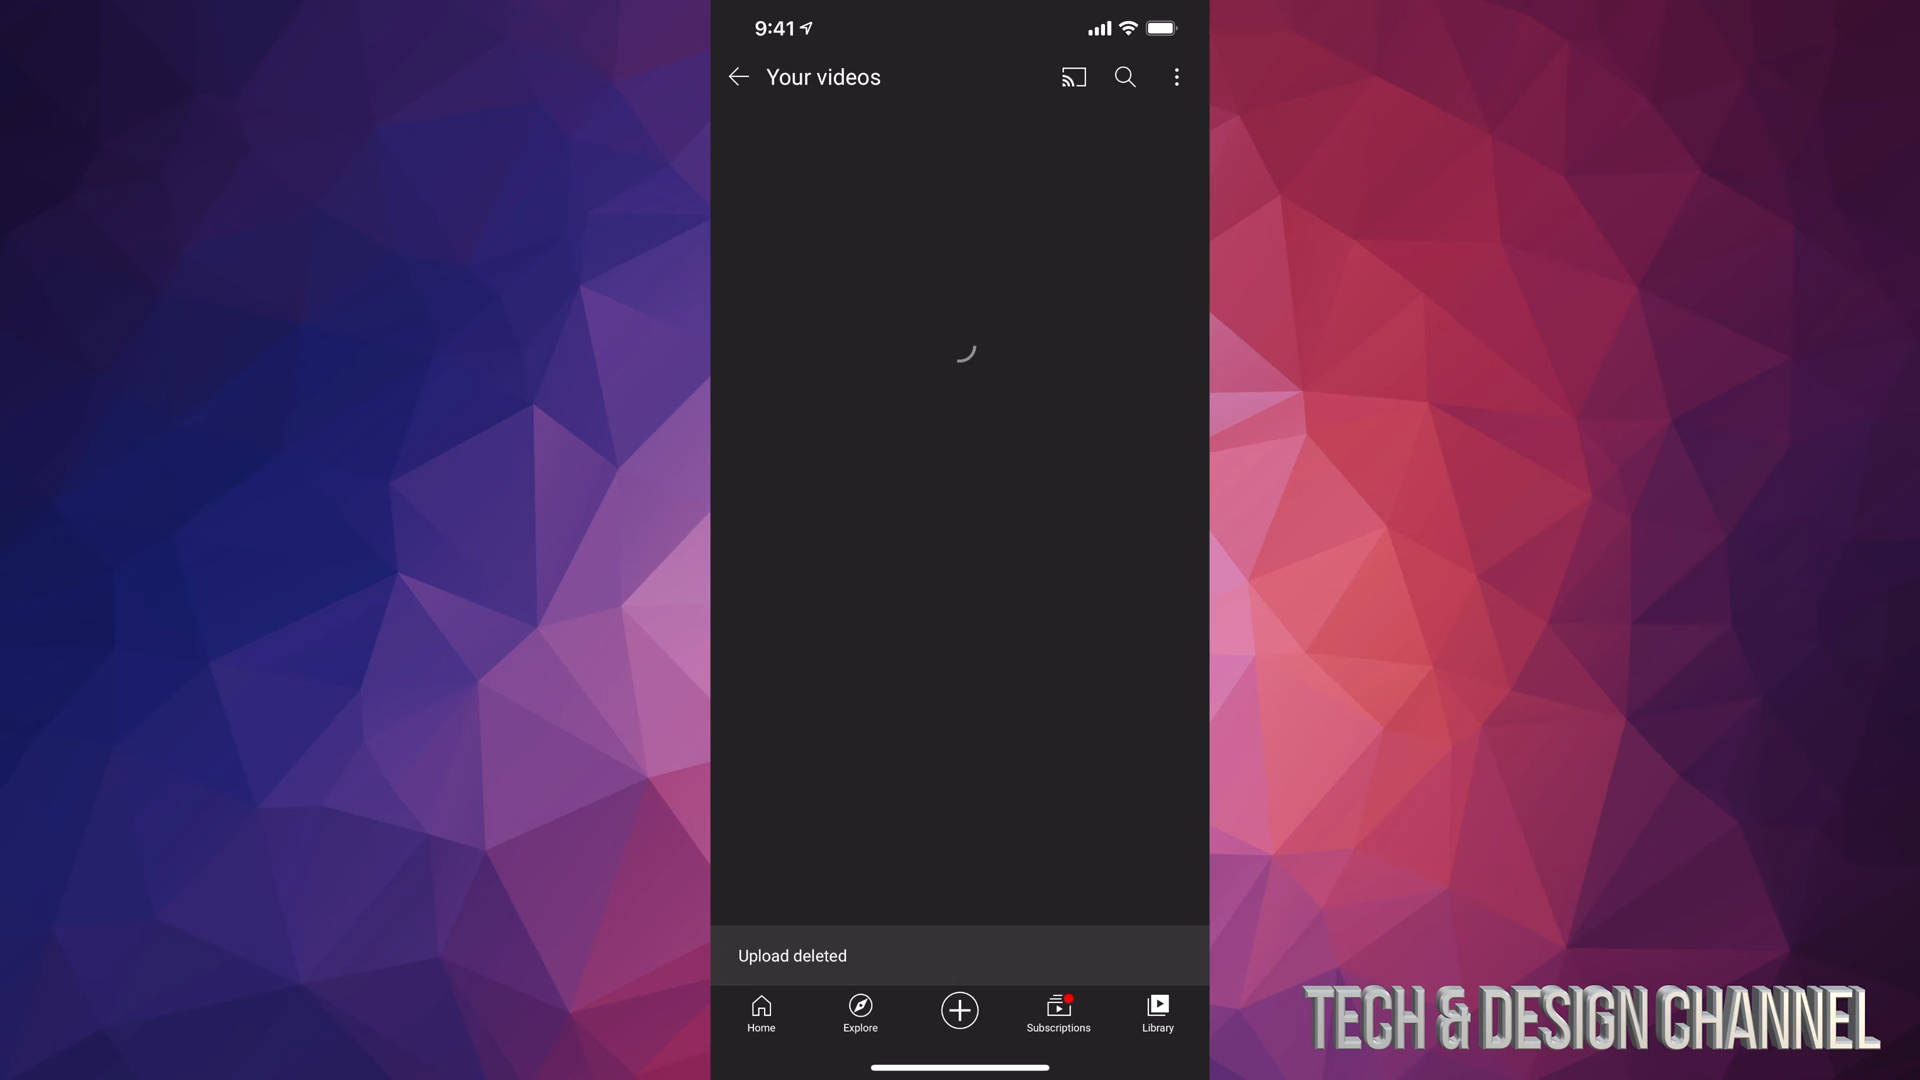 9:41
Your videos
Upload deleted
Home
Explore
Subscriptions
Library
TECH & DESIGN CHANNEL